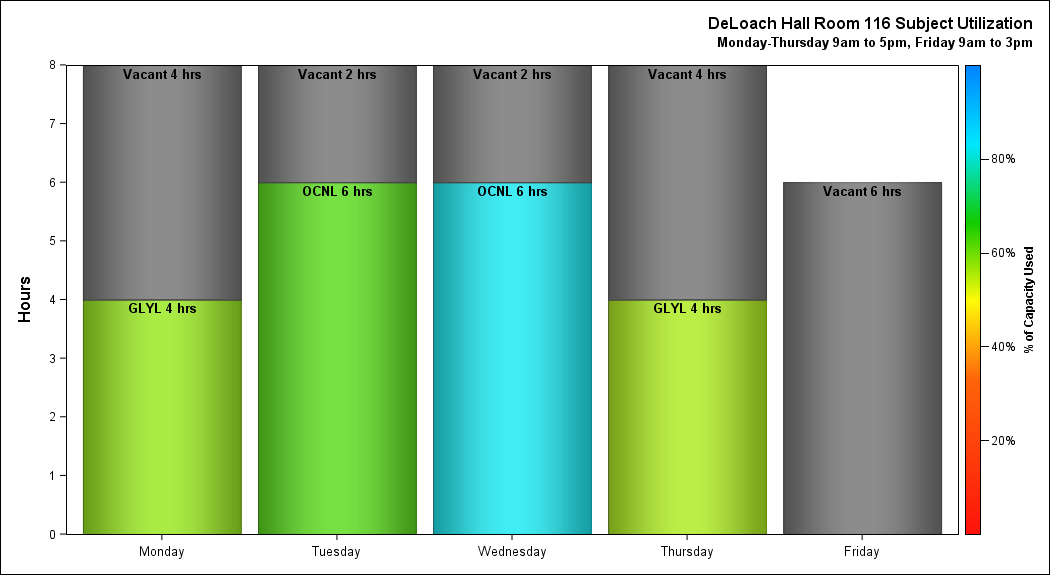 DeLoach Hall Room 116 Subject Utilization
Monday-Thursday 9am to 5pm, Friday 9am to 3pm
Hours
8
7
6
5
4
3
2
1
0
Vacant 4 hrs
GLYL 4 hrs
Vacant 2 hrs
OCNL 6 hrs
Vacant 2 hrs
OCNL 6 hrs
Vacant 4 hrs
GLYL 4 hrs
Vacant 6 hrs
Monday
Tuesday
Wednesday
Thursday
Friday
80%
60%
40%
20%
% of Capacity Used